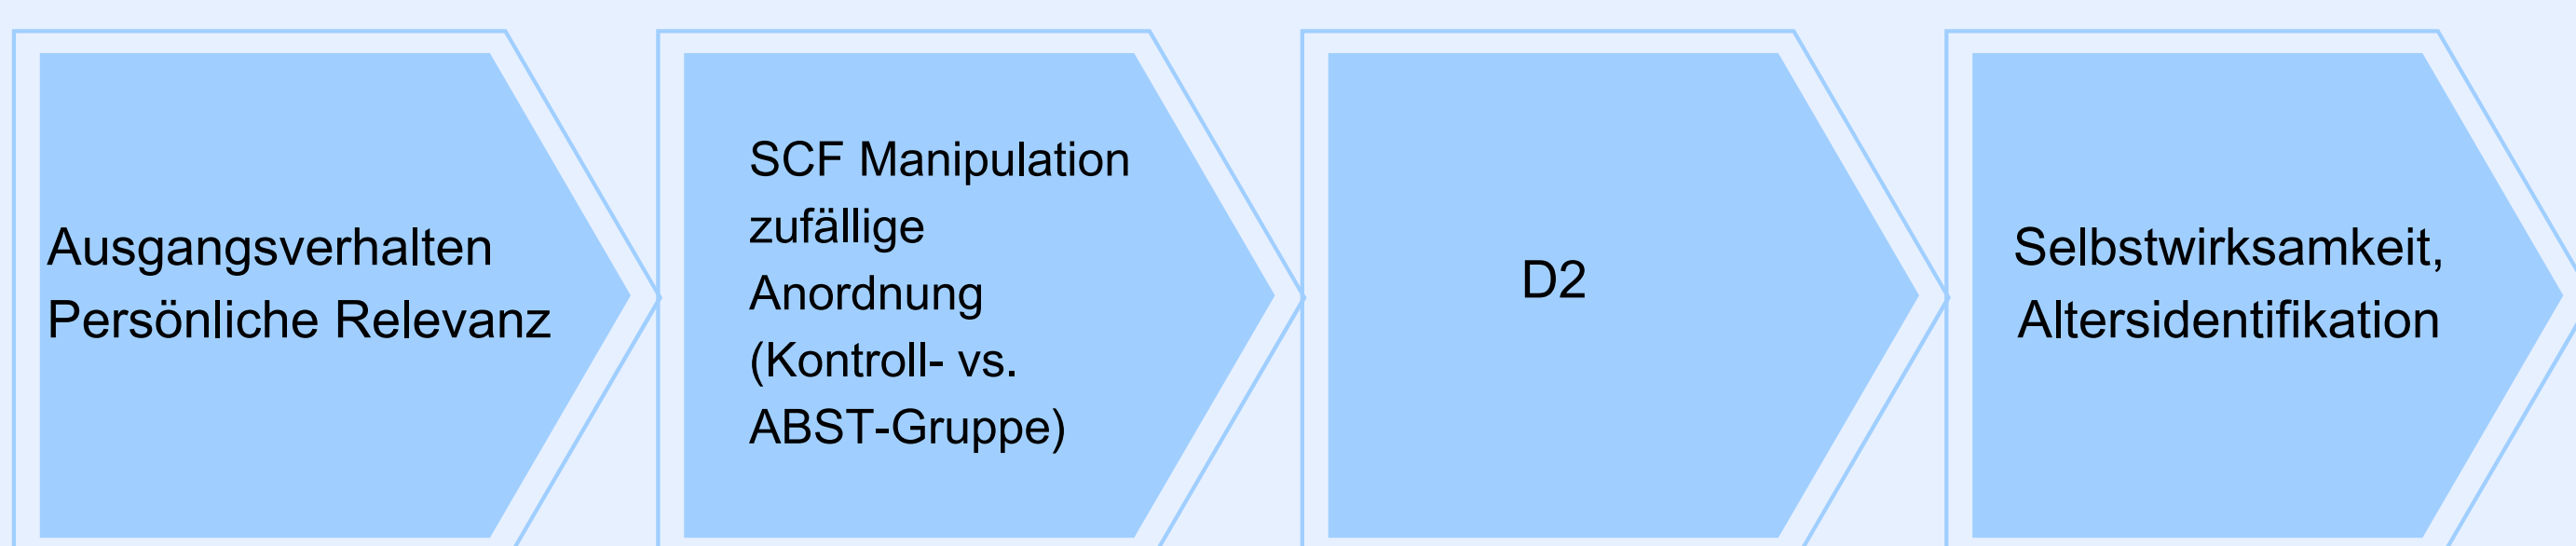 Ausgangsverhalten
Persönliche Relevanz
SCF Manipulation
zufällige
Anordnung
(Kontroll- vs.
ABST-Gruppe)
D2
Selbstwirksamkeit,
Altersidentifikation